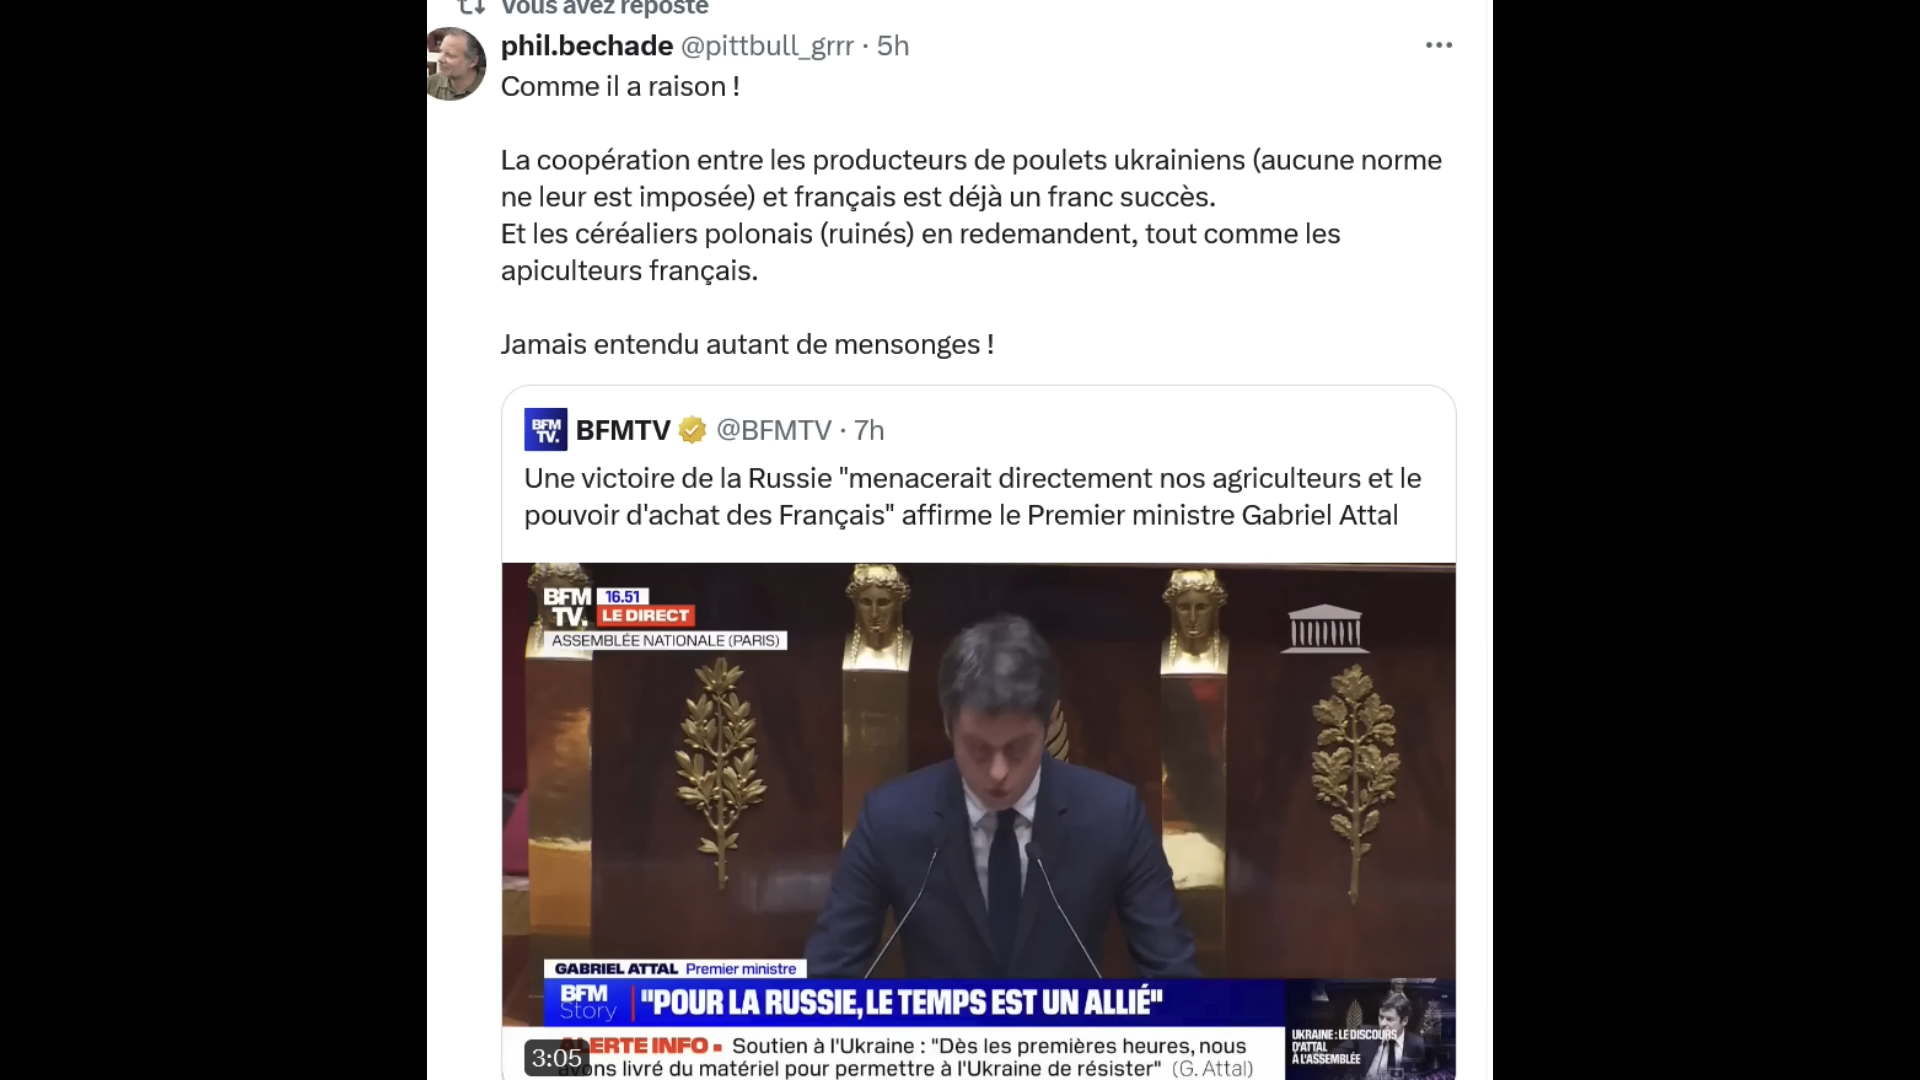 Vous avez reposté
phil.bechade @pittbull_grrr · 5h
Comme il a raison !
La coopération entre les producteurs de poulets ukrainiens (aucune norme
ne leur est imposée) et français est déjà un franc succès.
Et les céréaliers polonais (ruinés) en redemandent, tout comme les
apiculteurs français.
Jamais entendu autant de mensonges !
BFM
TV.
BFMTV @BFMTV · 7h
Une victoire de la Russie "menacerait directement nos agriculteurs et le
pouvoir d'achat des Français" affirme le Premier ministre Gabriel Attal
BFM 16.51
TV. LE DIRECT
ASSEMBLÉE NATIONALE (PARIS)
GABRIEL ATTAL Premier ministre
BFM
Story
"POUR LA RUSSIE, LE TEMPS EST UN ALLIÉ"
UKRAINE : LE DISCOURS
D'ATTAL
À L'ASSEMBLÉE
3:05
ALERTE INFO Soutien à l'Ukraine : "Dès les premières heures, nous
avons livré du matériel pour permettre à l'Ukraine de résister" (G. Attal)